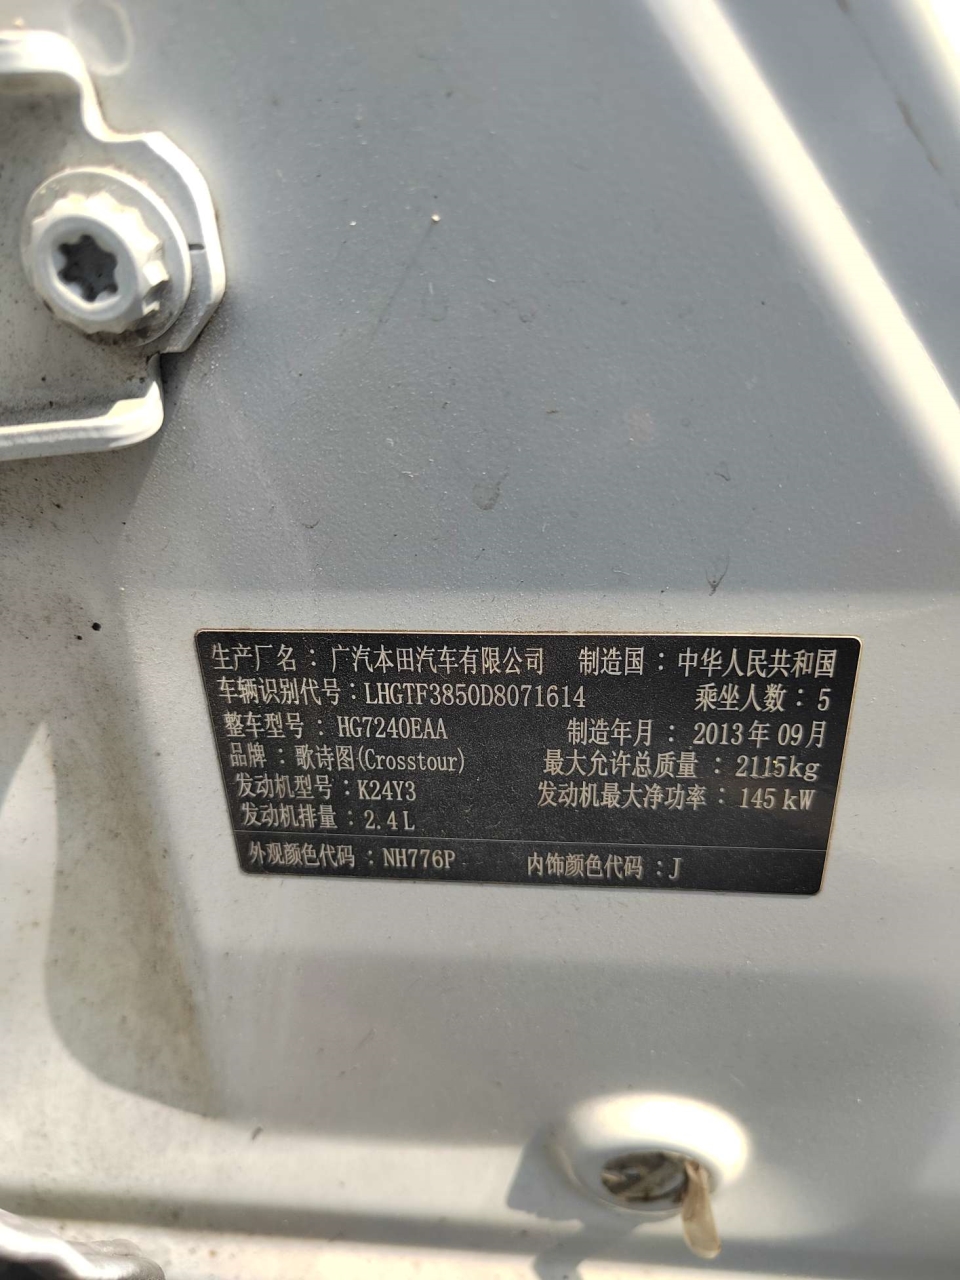 生产厂名：广汽本田汽车有限公司 制造国：中华人民共和国
车辆识别代号：LHGTF3850D8071614 乘坐人数：5
整车型号：HG7240EAA 制造年月：2013年09月
品牌：歌诗图(Crosstour) 最大允许总质量：2115kg
发动机型号：K24Y3 发动机最大净功率：145kW
发动机排量：2.4L
外观颜色代码：NH776P 内饰颜色代码：J